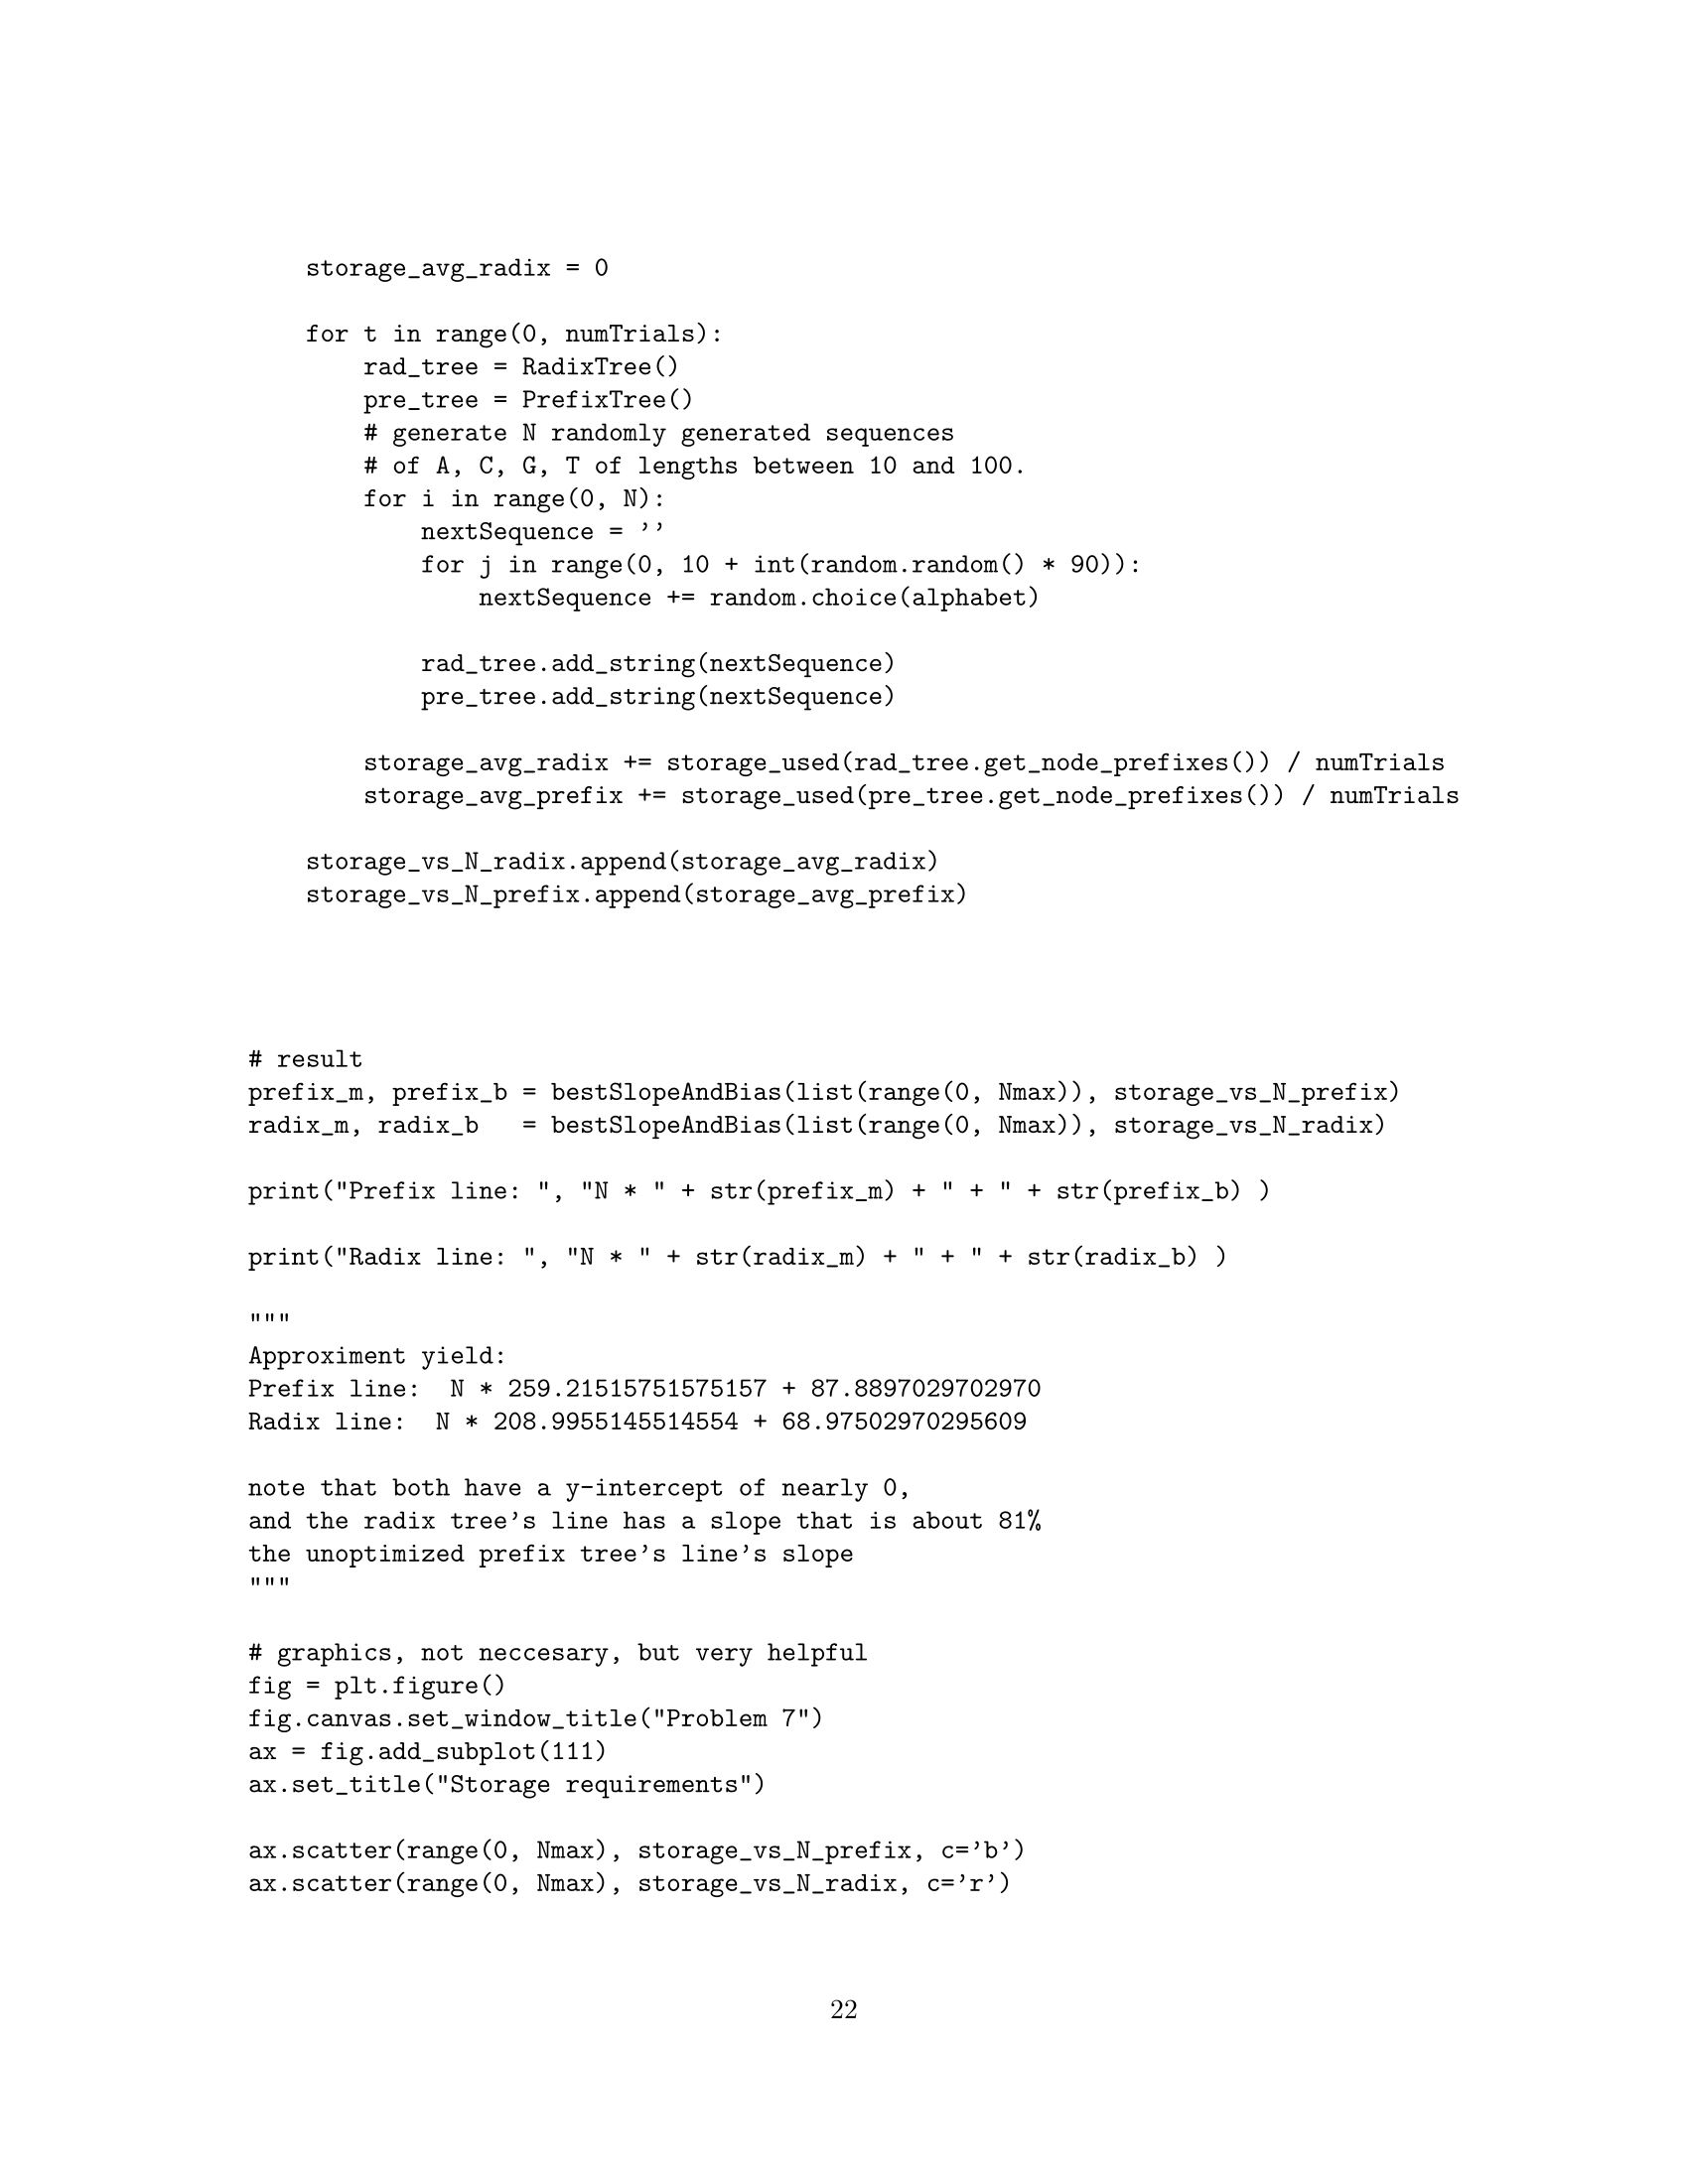 storage_avg_radix = 0

    for t in range(0, numTrials):
        rad_tree = RadixTree()
        pre_tree = PrefixTree()
        # generate N randomly generated sequences
        # of A, C, G, T of lengths between 10 and 100.
        for i in range(0, N):
            nextSequence = ’’
            for j in range(0, 10 + int(random.random() * 90)):
                nextSequence += random.choice(alphabet)

            rad_tree.add_string(nextSequence)
            pre_tree.add_string(nextSequence)

        storage_avg_radix += storage_used(rad_tree.get_node_prefixes()) / numTrials
        storage_avg_prefix += storage_used(pre_tree.get_node_prefixes()) / numTrials

    storage_vs_N_radix.append(storage_avg_radix)
    storage_vs_N_prefix.append(storage_avg_prefix)

# result
prefix_m, prefix_b = bestSlopeAndBias(list(range(0, Nmax)), storage_vs_N_prefix)
radix_m, radix_b   = bestSlopeAndBias(list(range(0, Nmax)), storage_vs_N_radix)

print("Prefix line: ", "N * " + str(prefix_m) + " + " + str(prefix_b) )

print("Radix line: ", "N * " + str(radix_m) + " + " + str(radix_b) )

"""
Approximent yield:
Prefix line:  N * 259.21515751575157 + 87.8897029702970
Radix line:  N * 208.9955145514554 + 68.97502970295609

note that both have a y-intercept of nearly 0,
and the radix tree’s line has a slope that is about 81%
the unoptimized prefix tree’s line’s slope
"""

# graphics, not neccesary, but very helpful
fig = plt.figure()
fig.canvas.set_window_title("Problem 7")
ax = fig.add_subplot(111)
ax.set_title("Storage requirements")

ax.scatter(range(0, Nmax), storage_vs_N_prefix, c=’b’)
ax.scatter(range(0, Nmax), storage_vs_N_radix, c=’r’)

22